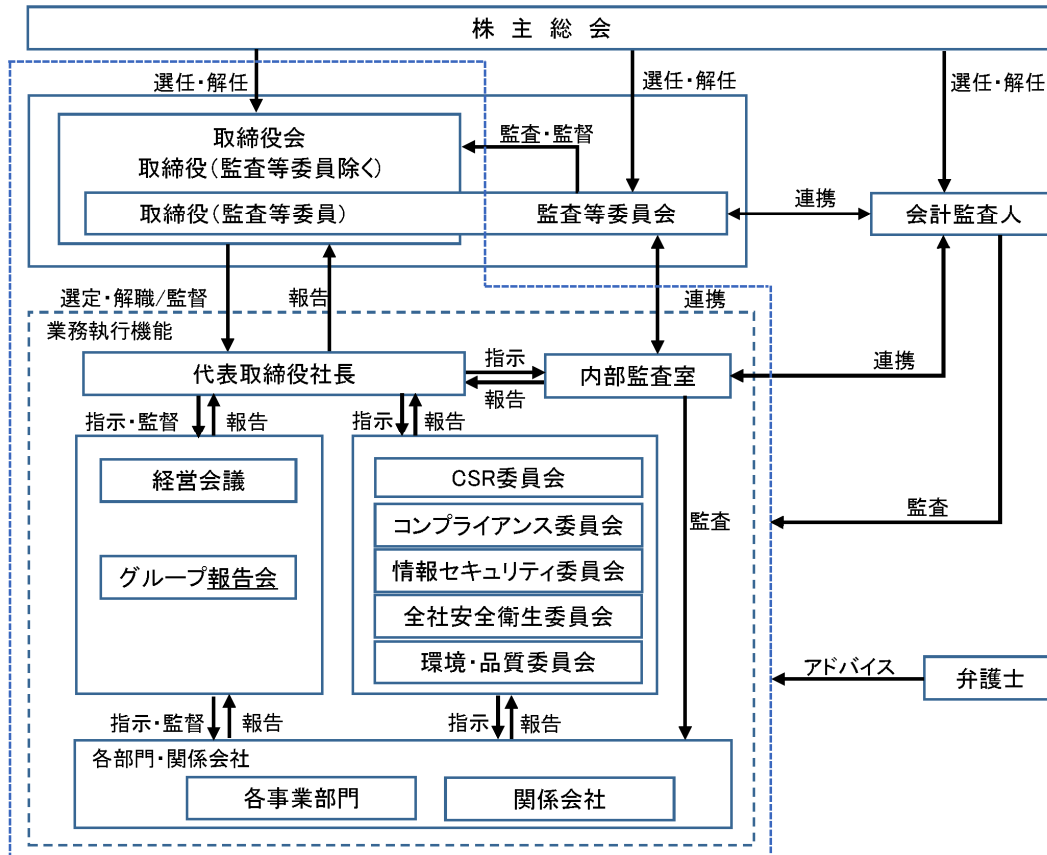 株 主 総 会
選任・解任
選任・解任
選任・解任
取締役会
取締役（監査等委員除く）
監査・監督
取締役（監査等委員）
監査等委員会
連携
会計監査人
選定・解職/監督
報告
連携
業務執行機能
代表取締役社長
指示
報告
内部監査室
連携
指示・監督
報告
指示
報告
経営会議
グループ報告会
CSR委員会
コンプライアンス委員会
情報セキュリティ委員会
全社安全衛生委員会
環境・品質委員会
監査
監査
アドバイス
弁護士
指示・監督
報告
指示
報告
各部門・関係会社
各事業部門
関係会社